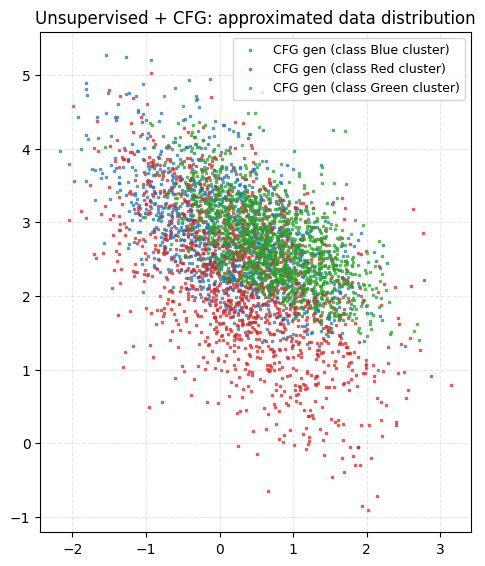 Unsupervised + CFG: approximated data distribution
CFG gen (class Blue cluster)
CFG gen (class Red cluster)
CFG gen (class Green cluster)
5
4
3
2
1
0
−1
−2 −1 0 1 2 3